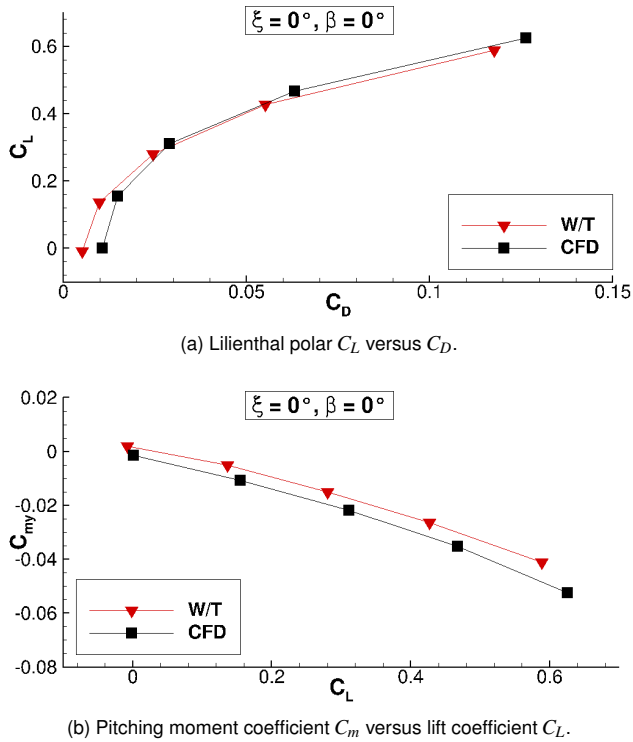 ξ = 0°, β = 0°
0.6
0.4
0.2
0
C_L
W/T
CFD
0
0.05
0.1
0.15
C_D
(a) Lilienthal polar C_L versus C_D.
ξ = 0°, β = 0°
0.02
0
-0.02
-0.04
-0.06
-0.08
C_my
W/T
CFD
0
0.2
0.4
0.6
C_L
(b) Pitching moment coefficient C_m versus lift coefficient C_L.